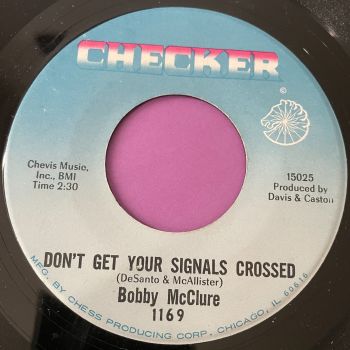 CHECKER
©
Chevis Music,
Inc., BMI
Time 2:30
15025
Produced by
Davis & Caston
DON'T GET YOUR SIGNALS CROSSED
(DeSanto & McAllister)
Bobby McClure
1169
MFG. BY CHESS PRODUCING CORP., CHICAGO, IL 60616